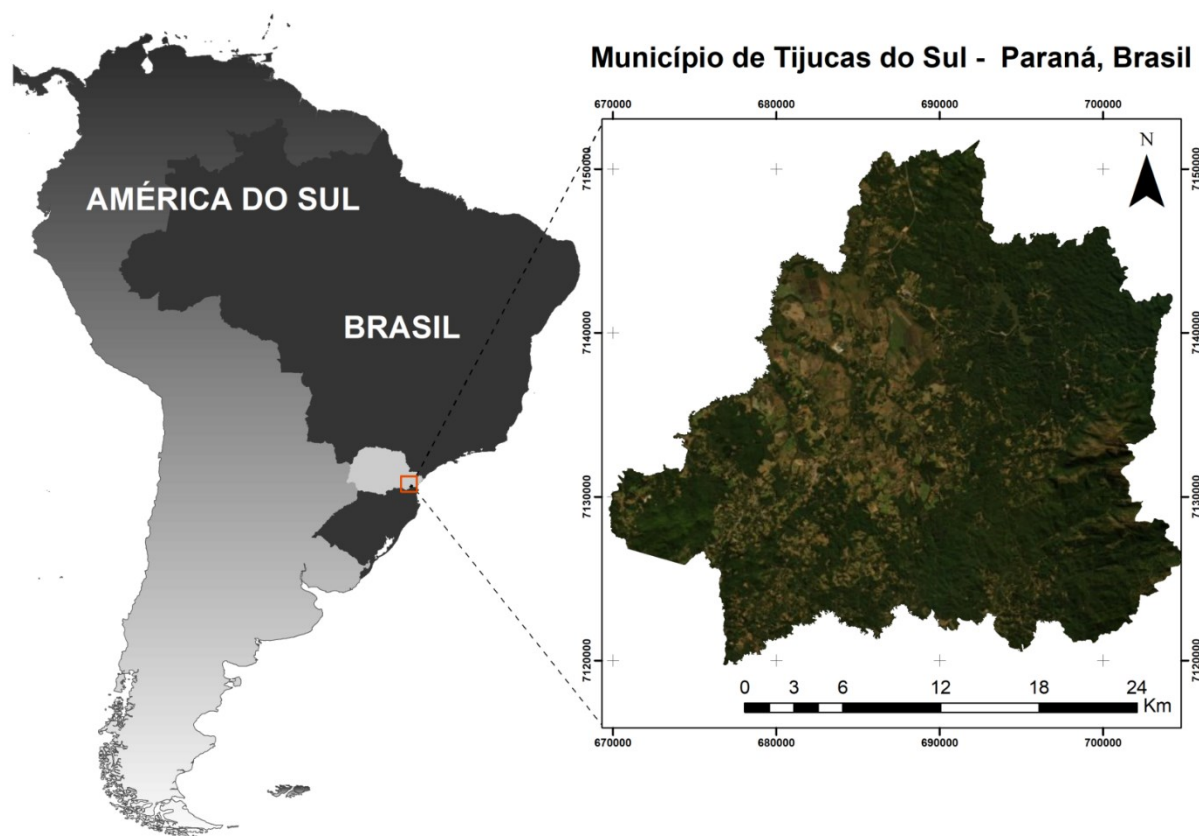 Município de Tijucas do Sul - Paraná, Brasil
AMÉRICA DO SUL
BRASIL
670000 680000 690000 700000
N
7150000 7150000
7140000 7140000
7130000 7130000
7120000 7120000
0 3 6 12 18 24
Km
670000 680000 690000 700000